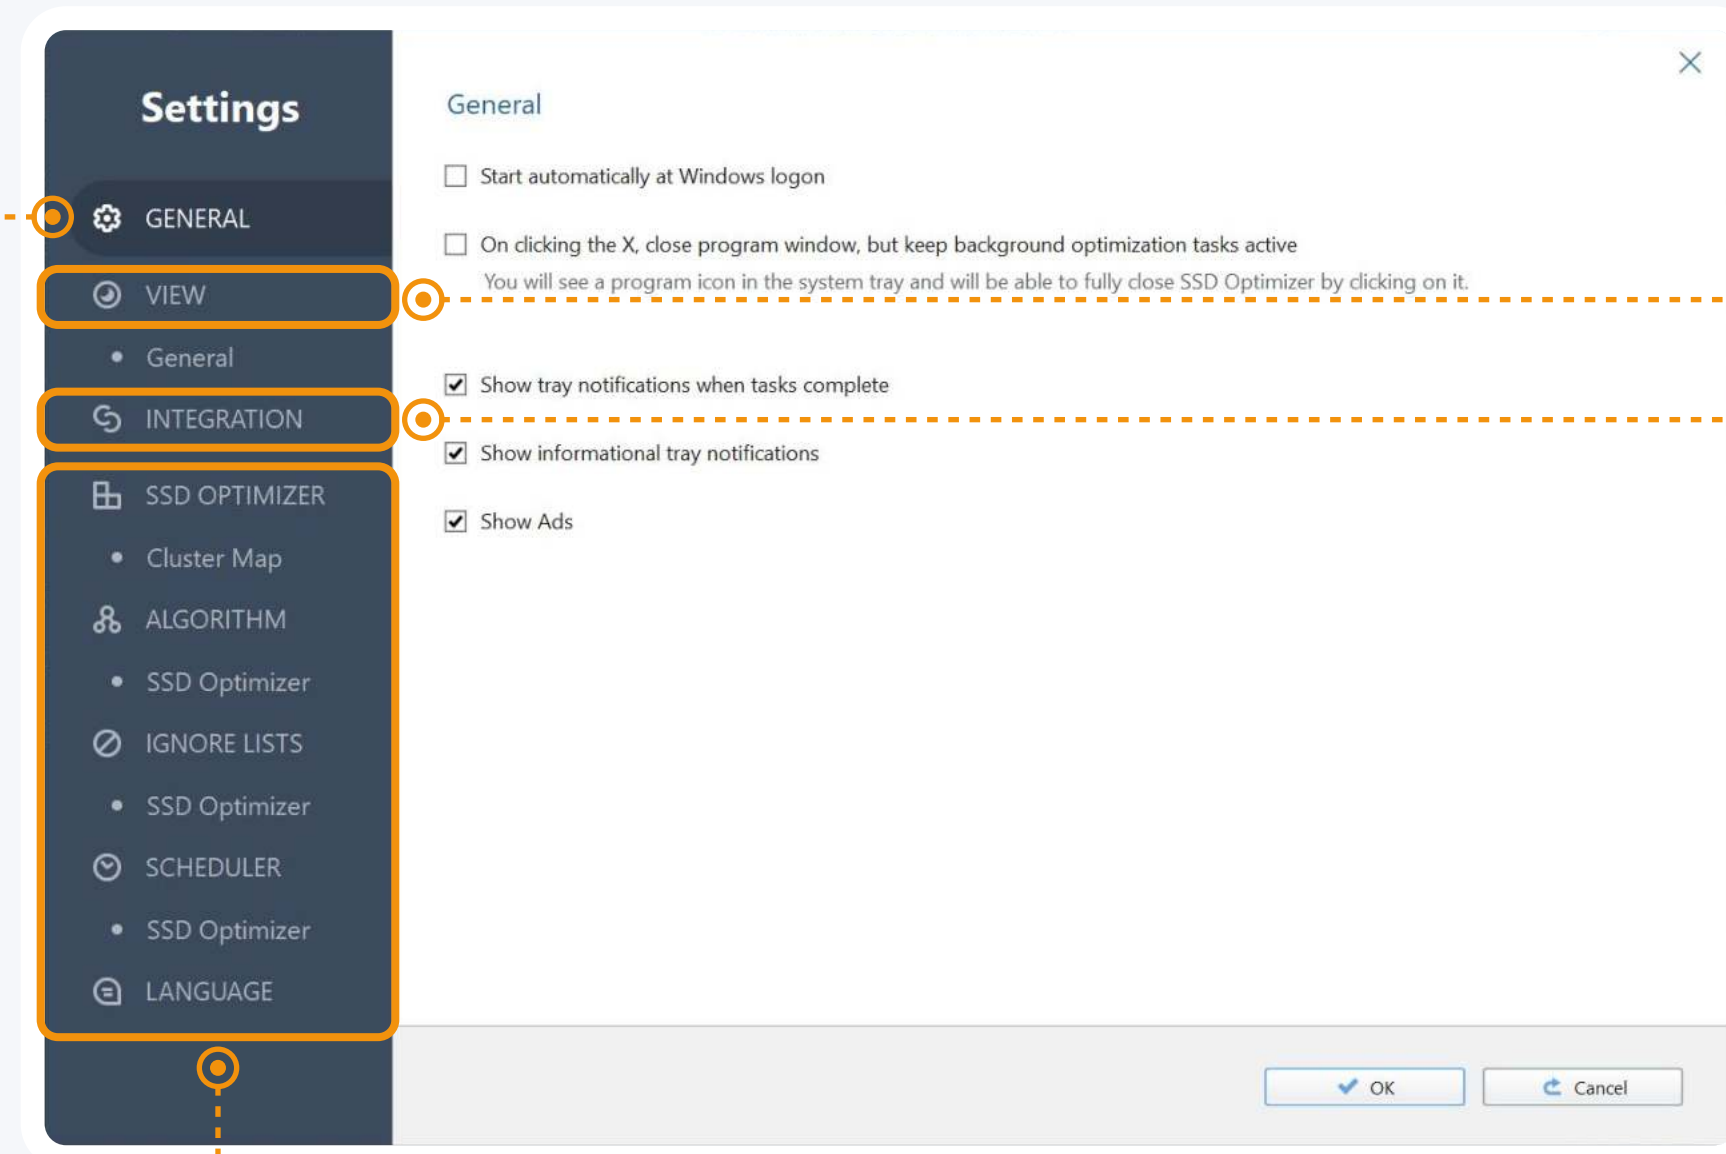 Settings
GENERAL
VIEW
General
INTEGRATION
SSD OPTIMIZER
Cluster Map
ALGORITHM
SSD Optimizer
IGNORE LISTS
SSD Optimizer
SCHEDULER
SSD Optimizer
LANGUAGE
General
Start automatically at Windows logon
On clicking the X, close program window, but keep background optimization tasks active
You will see a program icon in the system tray and will be able to fully close SSD Optimizer by clicking on it.
Show tray notifications when tasks complete
Show informational tray notifications
Show Ads
OK
Cancel